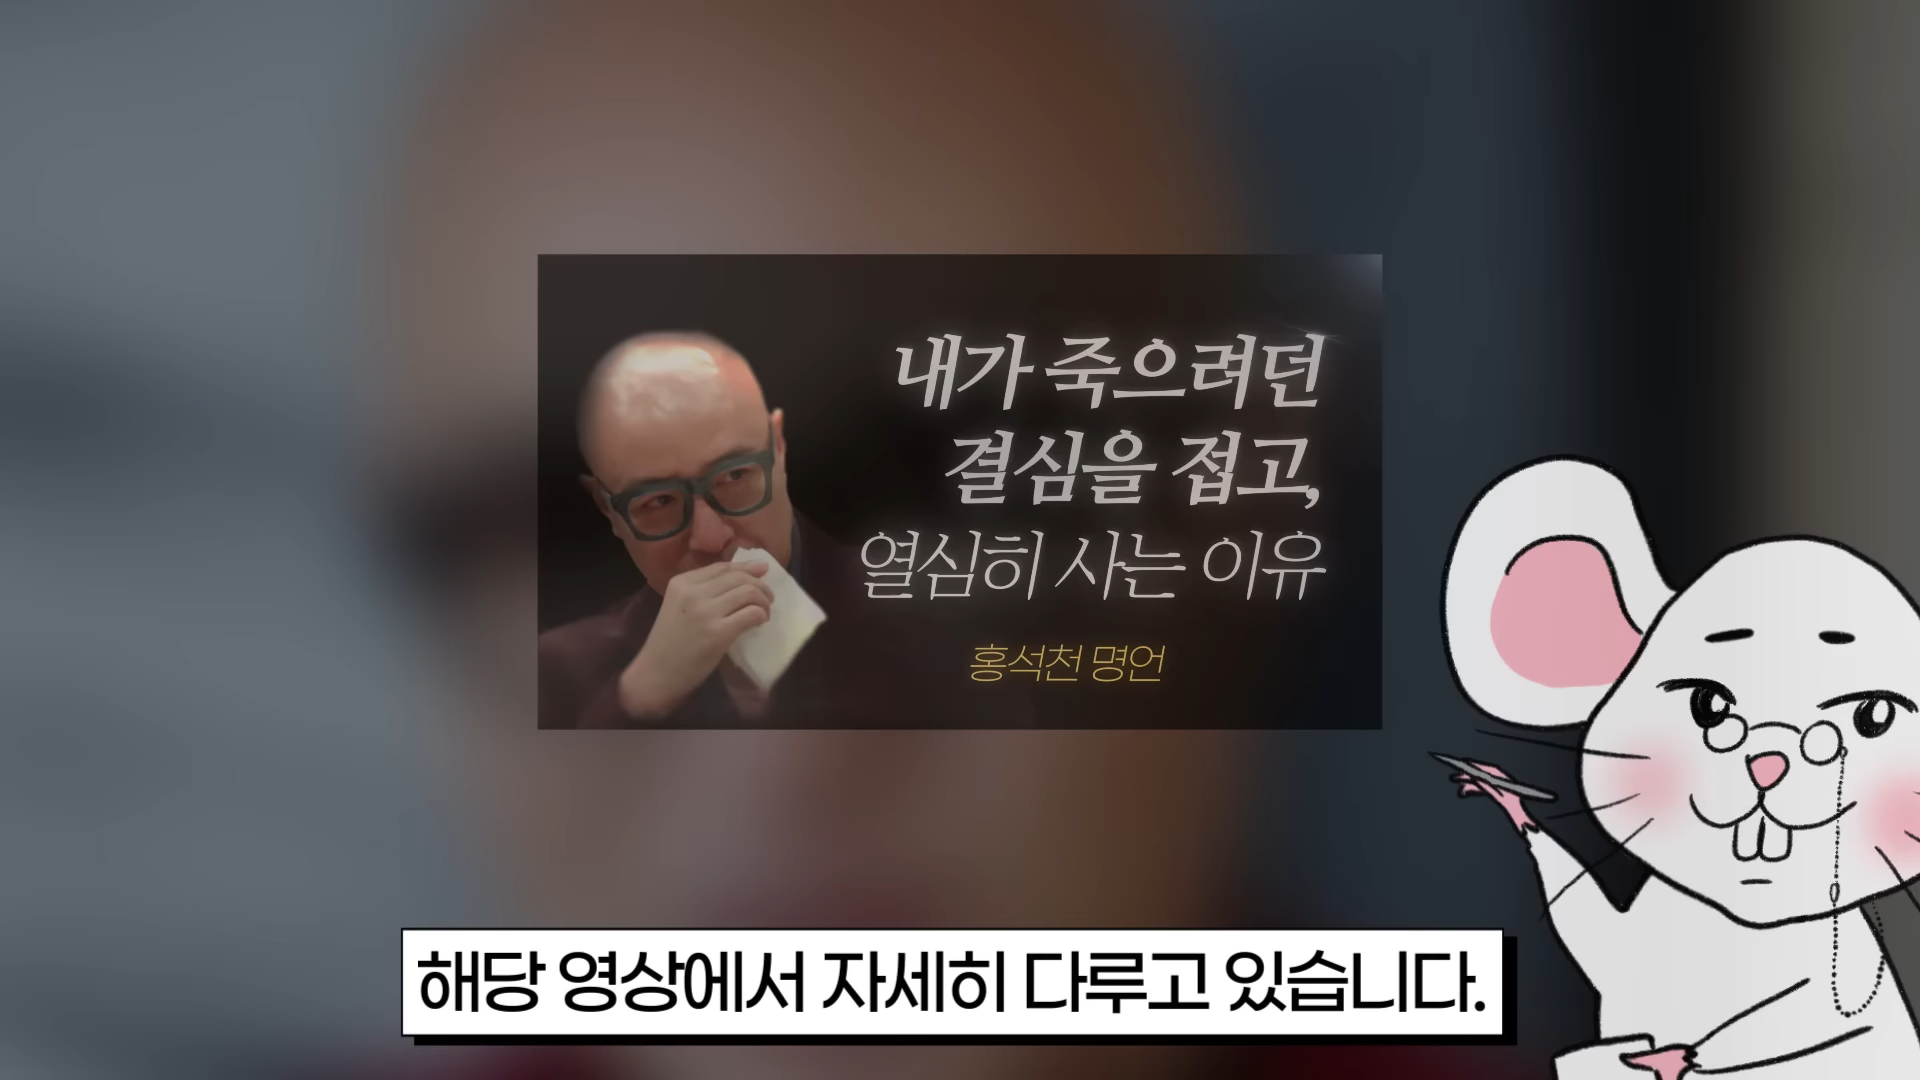 내가 죽으려던
결심을 접고,
열심히 사는 이유
홍석천 명언
해당 영상에서 자세히 다루고 있습니다.